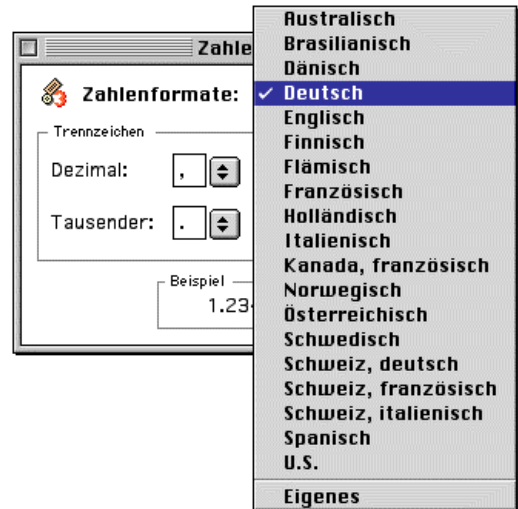 Zahle
Zahlenformate:
Trennzeichen
Dezimal:
,
Tausender:
.
Beispiel
1.23
Australisch
Brasilianisch
Dänisch
✓ Deutsch
Englisch
Finnisch
Flämisch
Französisch
Holländisch
Italienisch
Kanada, französisch
Norwegisch
Österreichisch
Schwedisch
Schweiz, deutsch
Schweiz, französisch
Schweiz, italienisch
Spanisch
U.S.
Eigenes